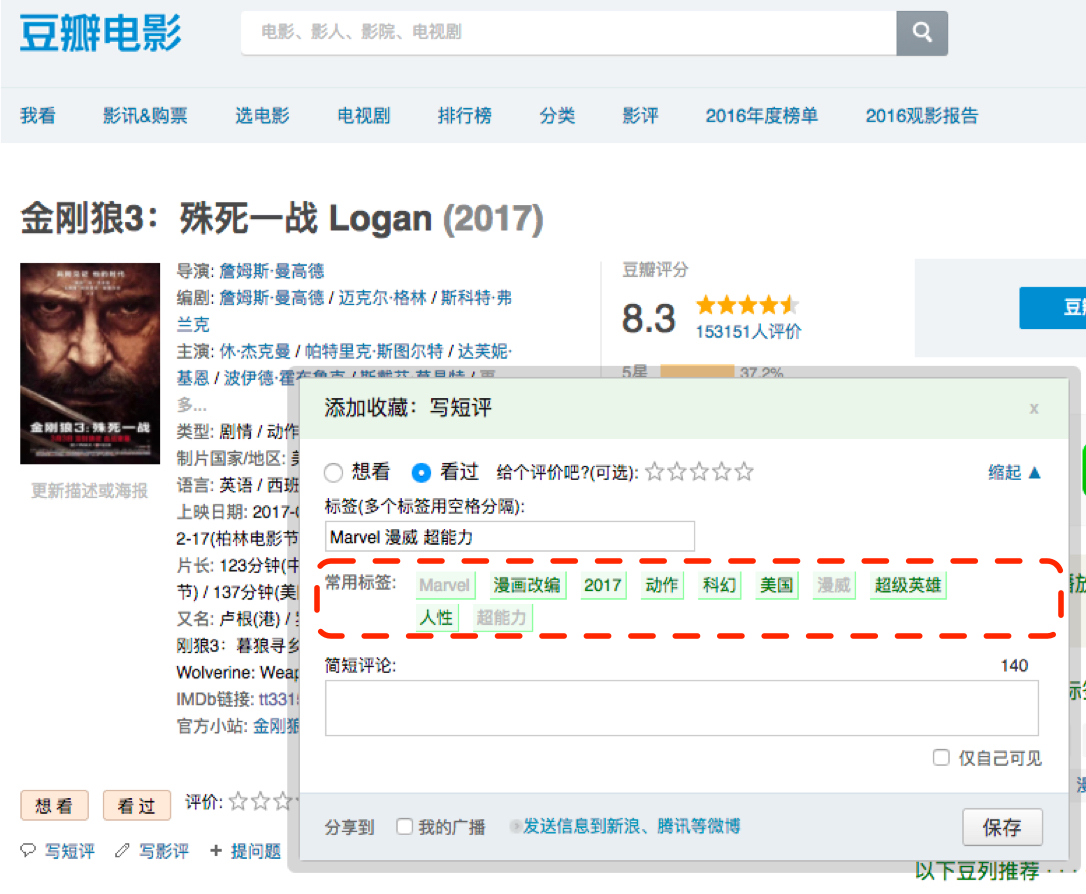 豆瓣电影
电影、影人、影院、电视剧
我看 影讯&购票 选电影 电视剧 排行榜 分类 影评 2016年度榜单 2016观影报告
金刚狼3：殊死一战 Logan (2017)
导演: 詹姆斯·曼高德
编剧: 詹姆斯·曼高德 / 迈克尔·格林 / 斯科特·弗
兰克
主演: 休·杰克曼 / 帕特里克·斯图尔特 / 达芙妮·
基恩 / 波伊德·霍布鲁克 / 斯戴芬·莫昌特 / 更
多...
类型: 剧情 / 动作
制片国家/地区: 美
语言: 英语 / 西班
上映日期: 2017-0
2-17(柏林电影节
片长: 123分钟(中
节) / 137分钟(美
又名: 卢根(港) /
刚狼3：暮狼寻乡
Wolverine: Weap
IMDb链接: tt3315
官方小站: 金刚狼
金刚狼3:殊死一战
更新描述或海报
豆瓣评分
8.3
153151人评价
5星 37.2%
豆
添加收藏：写短评 x
想看 看过 给个评价吧?(可选): 缩起 ▲
标签(多个标签用空格分隔):
Marvel 漫威 超能力
常用标签: Marvel 漫画改编 2017 动作 科幻 美国 漫威 超级英雄
人性 超能力
简短评论: 140
仅自己可见
分享到 我的广播 发送信息到新浪、腾讯等微博
保存
想看 看过 评价:
写短评 写影评 + 提问题
以下豆列推荐 · · ·